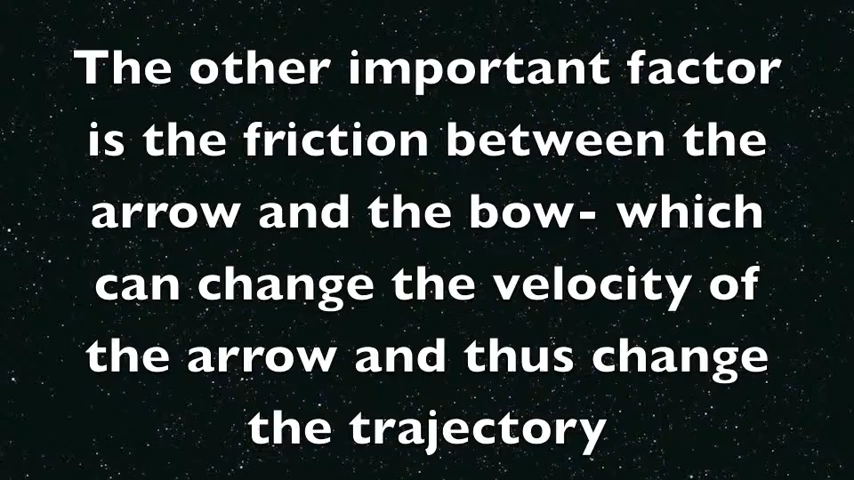 The other important factor
is the friction between the
arrow and the bow- which
can change the velocity of
the arrow and thus change
the trajectory